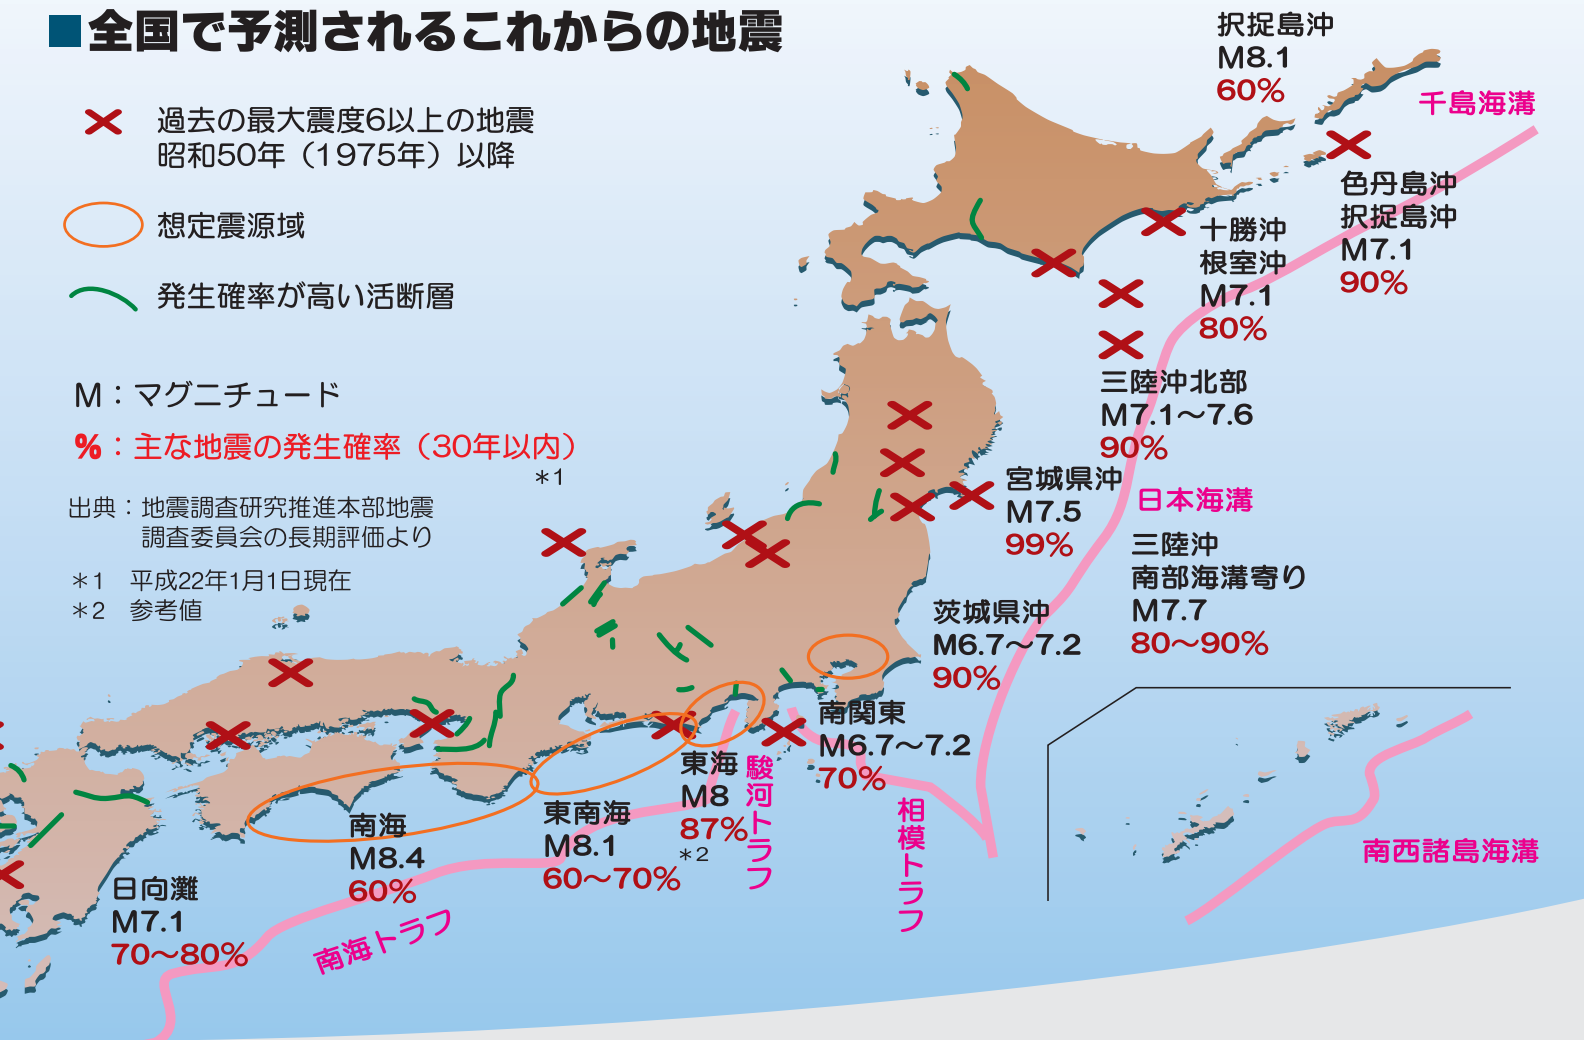 ■全国で予測されるこれからの地震
過去の最大震度6以上の地震
昭和50年（1975年）以降
想定震源域
発生確率が高い活断層
M：マグニチュード
%：主な地震の発生確率（30年以内）
＊1
出典：地震調査研究推進本部地震
調査委員会の長期評価より
＊1 平成22年1月1日現在
＊2 参考値
択捉島沖
M8.1
60%
千島海溝
色丹島沖
択捉島沖
M7.1
90%
十勝沖
根室沖
M7.1
80%
三陸沖北部
M7.1〜7.6
90%
宮城県沖
M7.5
99%
日本海溝
三陸沖
南部海溝寄り
M7.7
80〜90%
茨城県沖
M6.7〜7.2
90%
南関東
M6.7〜7.2
70%
東海
M8
87%
＊2
駿河トラフ
相模トラフ
東南海
M8.1
60〜70%
南海
M8.4
60%
日向灘
M7.1
70〜80%
南海トラフ
南西諸島海溝